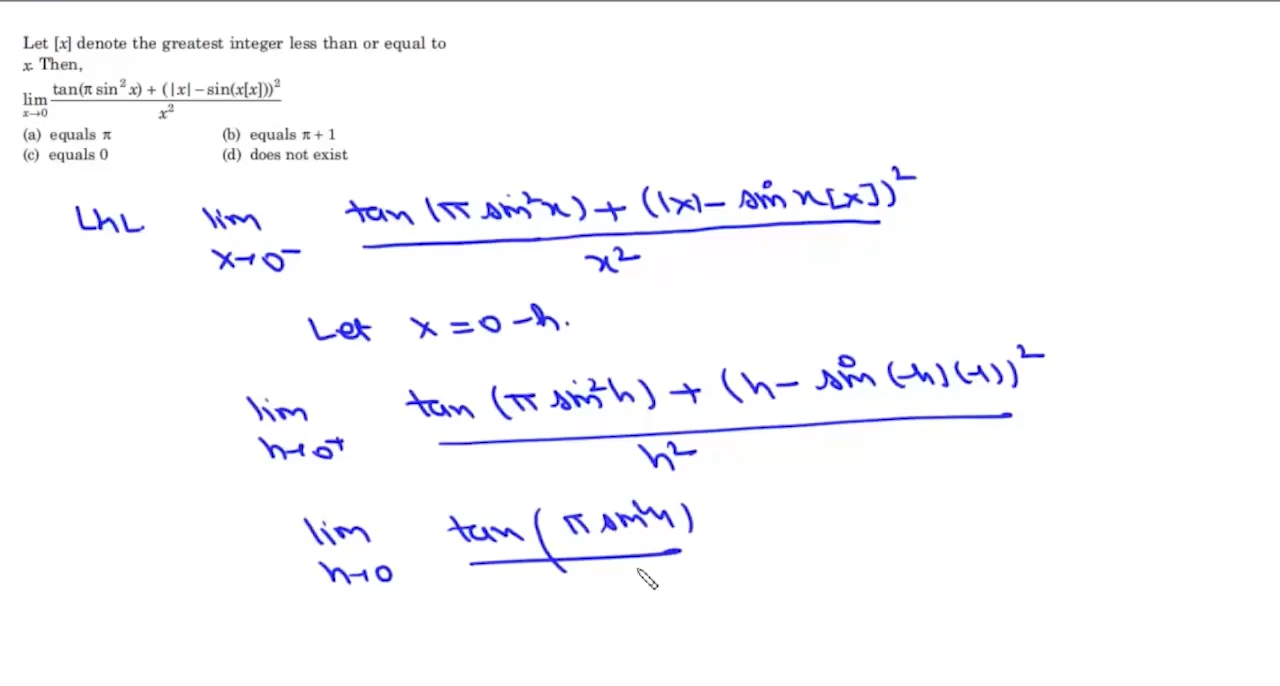 Let [x] denote the greatest integer less than or equal to
x. Then,
lim x→0 (tan(π sin² x) + (|x| – sin(x[x]))²) / x²
(a) equals π (b) equals π + 1
(c) equals 0 (d) does not exist
LhL lim x→0⁻ (tan (π sin²x) + (|x| – sin x[x])²) / x²
Let x = 0 – h.
lim h→0⁺ (tan (π sin²h) + (h – sin (–h) (–1))²) / h²
lim h→0 tan (π sin²h)